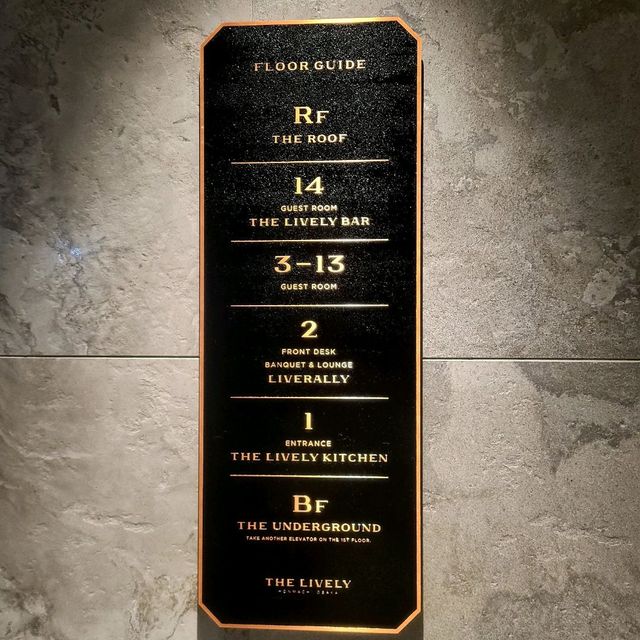 FLOOR GUIDE
RF
THE ROOF
14
GUEST ROOM
THE LIVELY BAR
3-13
GUEST ROOM
2
FRONT DESK
BANQUET & LOUNGE
LIVERALLY
1
ENTRANCE
THE LIVELY KITCHEN
BF
THE UNDERGROUND
TAKE ANOTHER ELEVATOR ON THE 1ST FLOOR.
THE LIVELY
HONMACHI OSAKA